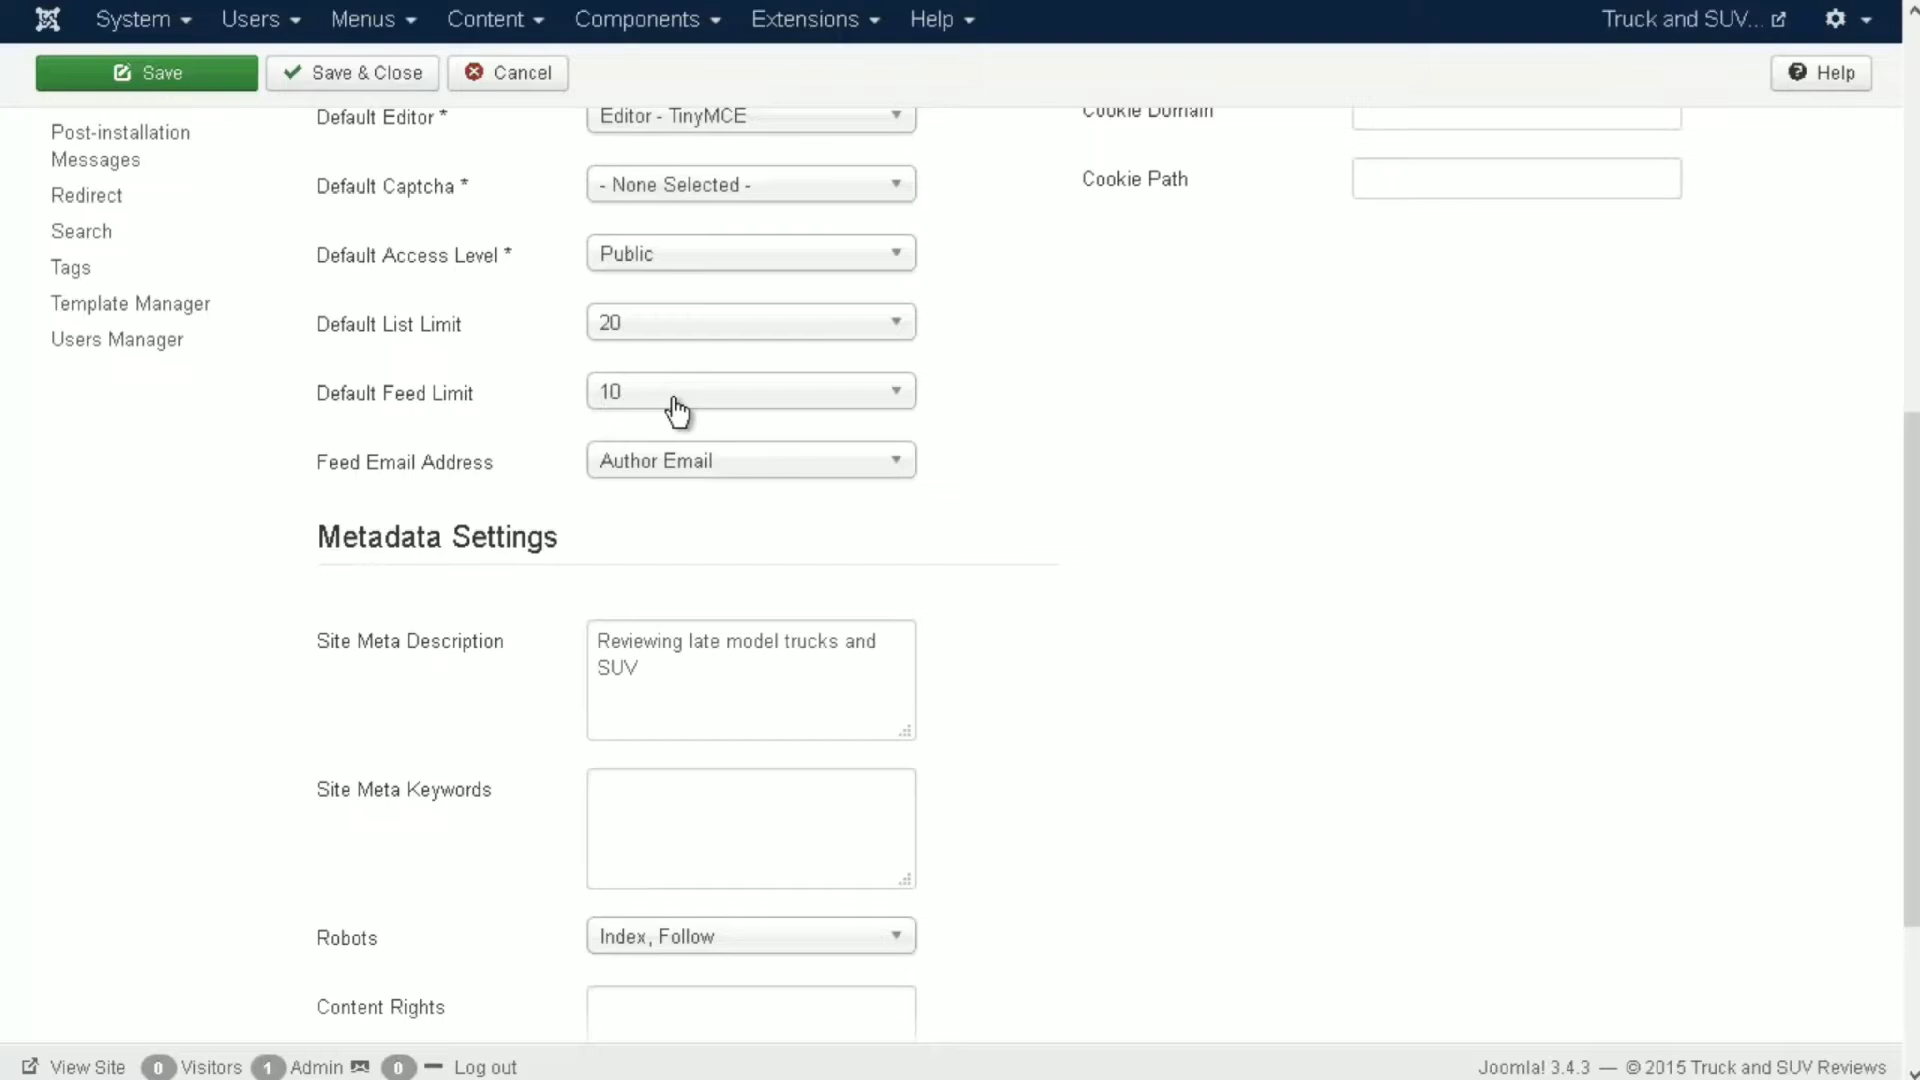 System Users Menus Content Components Extensions Help Truck and SUV...
Save Save & Close Cancel Help
Post-installation
Messages
Redirect
Search
Tags
Template Manager
Users Manager
Default Editor * Editor - TinyMCE
Default Captcha * - None Selected -
Default Access Level * Public
Default List Limit 20
Default Feed Limit 10
Feed Email Address Author Email
Cookie Domain
Cookie Path
Metadata Settings
Site Meta Description Reviewing late model trucks and
SUV
Site Meta Keywords
Robots Index, Follow
Content Rights
View Site 0 Visitors 1 Admin 0 Log out Joomla! 3.4.3 — © 2015 Truck and SUV Reviews